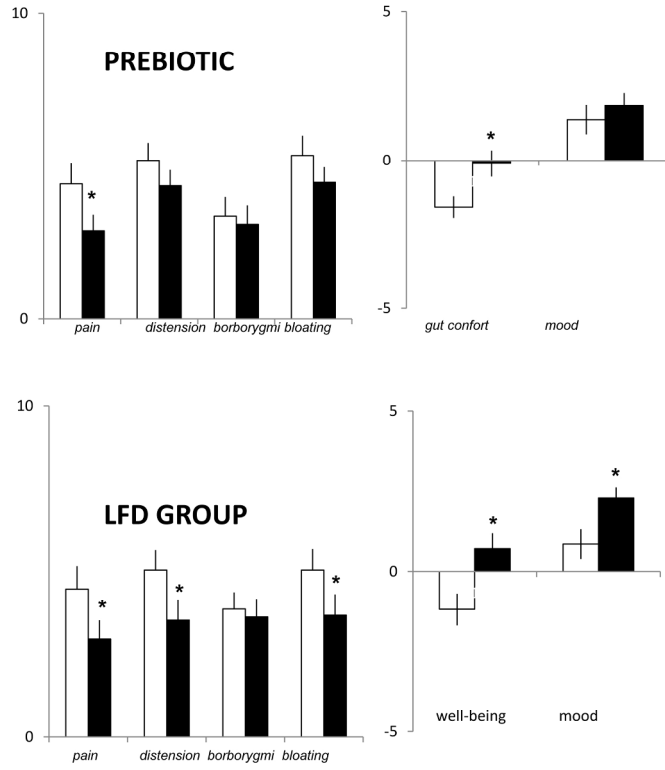 10
PREBIOTIC
*
0
pain distension borborygmi bloating
5
*
0
-5
gut confort mood
10
LFD GROUP
* * *
0
pain distension borborygmi bloating
5
*
*
0
-5
well-being mood